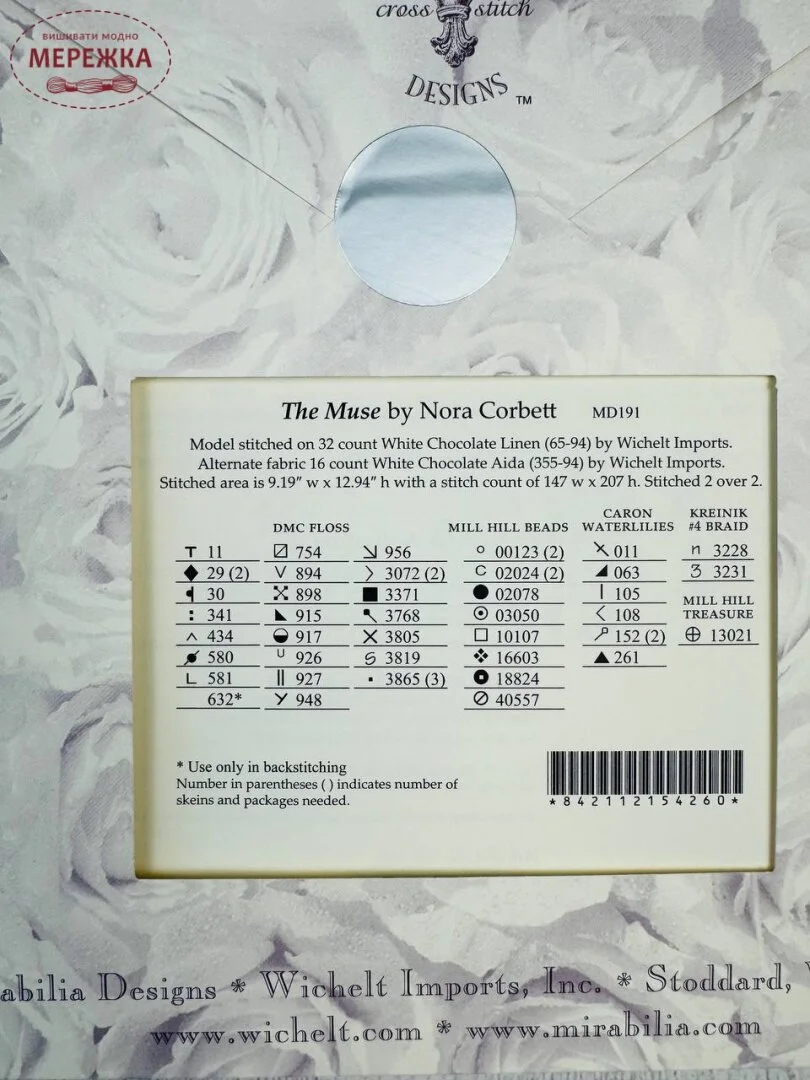 cross stitch
вишивати модно
МЕРЕЖКА
DESIGNS ™
The Muse by Nora Corbett MD191
Model stitched on 32 count White Chocolate Linen (65-94) by Wichelt Imports.
Alternate fabric 16 count White Chocolate Aida (355-94) by Wichelt Imports.
Stitched area is 9.19" w x 12.94" h with a stitch count of 147 w x 207 h. Stitched 2 over 2.
DMC FLOSS
T 11
◆ 29 (2)
30
: 341
^ 434
580
L 581
632*
754
V 894
898
915
917
U 926
|| 927
Y 948
956
> 3072 (2)
■ 3371
3768
X 3805
3819
▪ 3865 (3)
MILL HILL BEADS
○ 00123 (2)
C 02024 (2)
● 02078
⊙ 03050
□ 10107
❖ 16603
18824
⊘ 40557
CARON
WATERLILIES
011
◢ 063
| 105
< 108
152 (2)
▲ 261
KREINIK
#4 BRAID
n 3228
3 3231
MILL HILL
TREASURE
⊕ 13021
* Use only in backstitching
Number in parentheses ( ) indicates number of
skeins and packages needed.
*842112154260*
abilia Designs * Wichelt Imports, Inc. * Stoddard,
www.wichelt.com * www.mirabilia.com